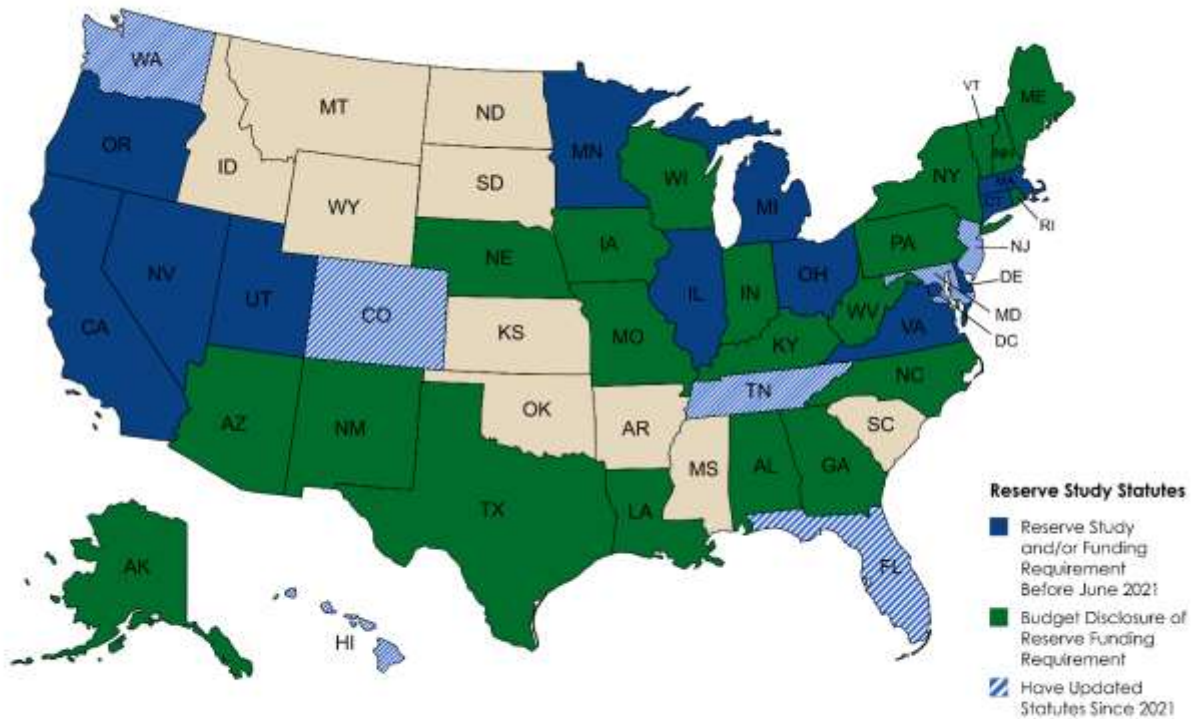 WA
MT
ND
MN
VT
ME
OR
ID
SD
WI
NY
NH
MA
WY
MI
CT
RI
NV
NE
IA
PA
NJ
UT
IL
IN
OH
DE
CA
CO
WV
MD
KS
MO
KY
VA
DC
AZ
NM
OK
AR
TN
NC
SC
MS
AL
GA
TX
LA
AK
HI
FL
Reserve Study Statutes
Reserve Study
and/or Funding
Requirement
Before June 2021
Budget Disclosure of
Reserve Funding
Requirement
Have Updated
Statutes Since 2021